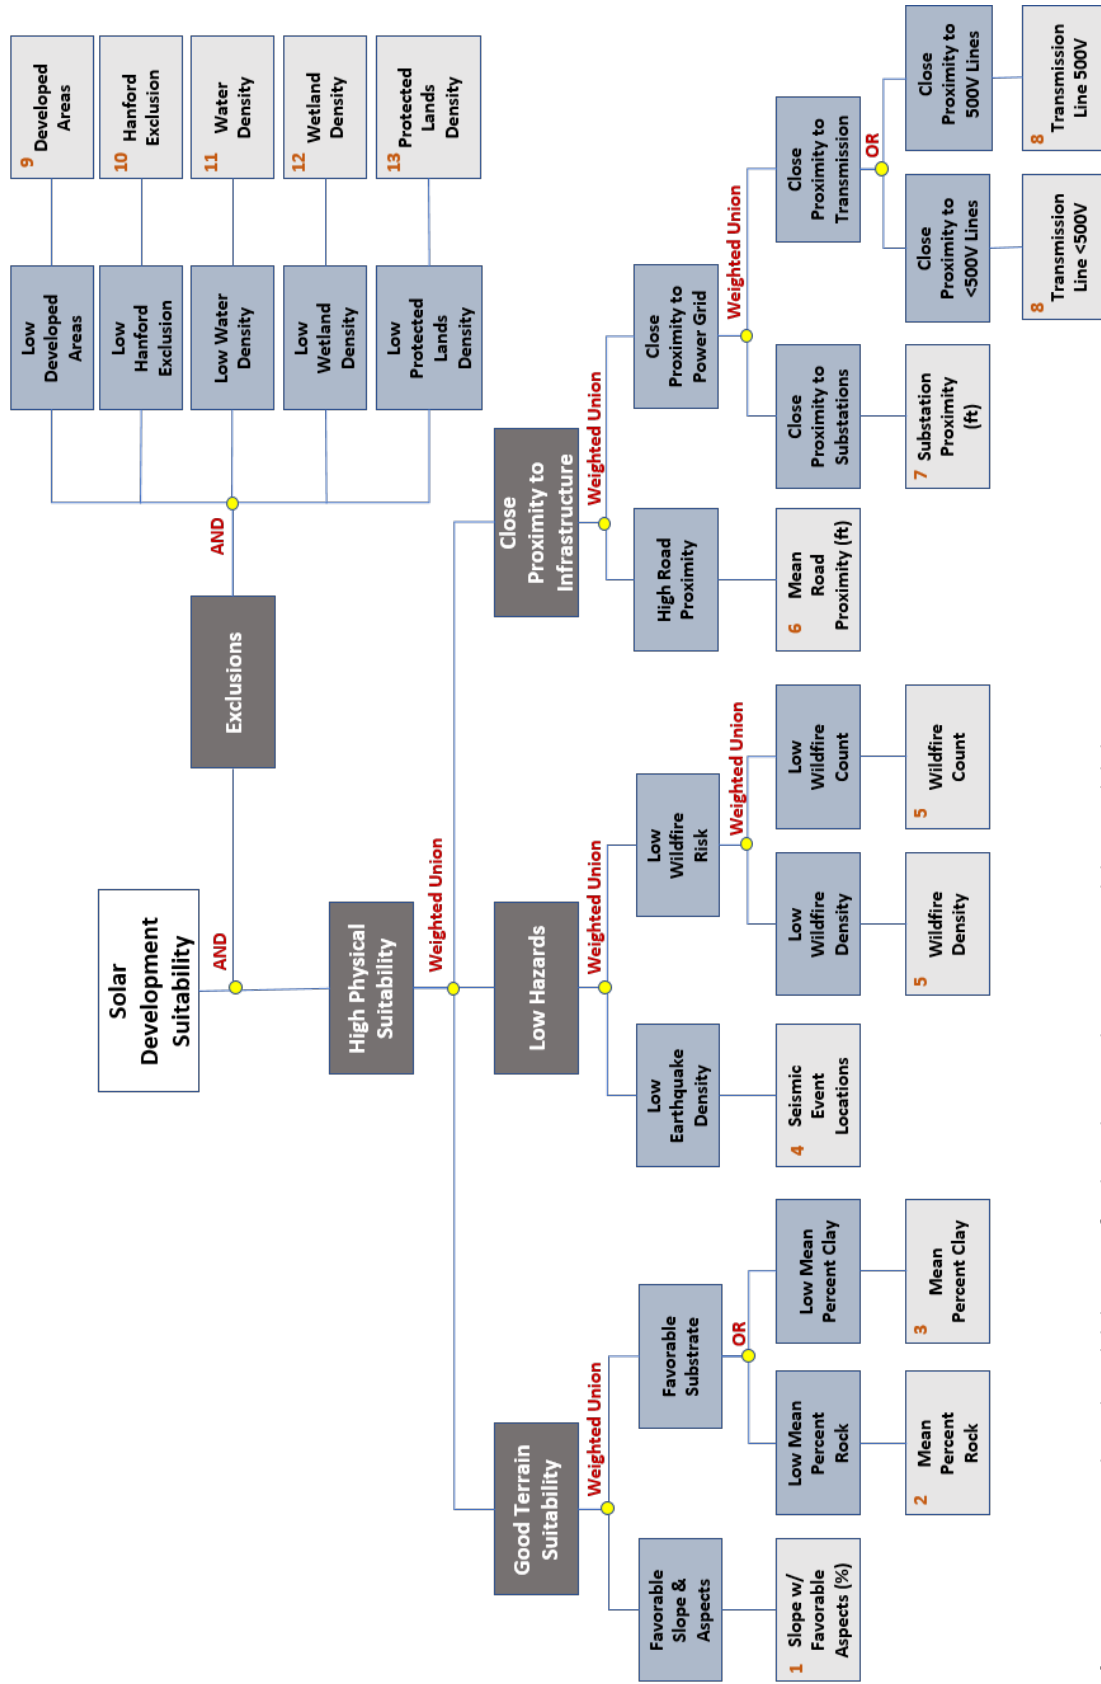 Solar
Development
Suitability
AND
Exclusions
AND
Low
Developed
Areas
9 Developed
Areas
Low
Hanford
Exclusion
10 Hanford
Exclusion
Low Water
Density
11 Water
Density
Low
Wetland
Density
12 Wetland
Density
Low
Protected
Lands
Density
13 Protected
Lands
Density
High Physical
Suitability
Weighted Union
Good Terrain
Suitability
Weighted Union
Favorable
Slope &
Aspects
1 Slope w/
Favorable
Aspects (%)
Favorable
Substrate
OR
Low Mean
Percent
Rock
2 Mean
Percent
Rock
Low Mean
Percent Clay
3 Mean
Percent Clay
Low Hazards
Weighted Union
Low
Earthquake
Density
4 Seismic
Event
Locations
Low
Wildfire
Risk
Weighted Union
Low
Wildfire
Density
5 Wildfire
Density
Low
Wildfire
Count
5 Wildfire
Count
Close
Proximity to
Infrastructure
Weighted Union
High Road
Proximity
6 Mean
Road
Proximity (ft)
Close
Proximity to
Power Grid
Weighted Union
Close
Proximity to
Substations
7 Substation
Proximity
(ft)
Close
Proximity to
Transmission
OR
Close
Proximity to
<500V Lines
8 Transmission
Line <500V
Close
Proximity to
500V Lines
8 Transmission
Line 500V